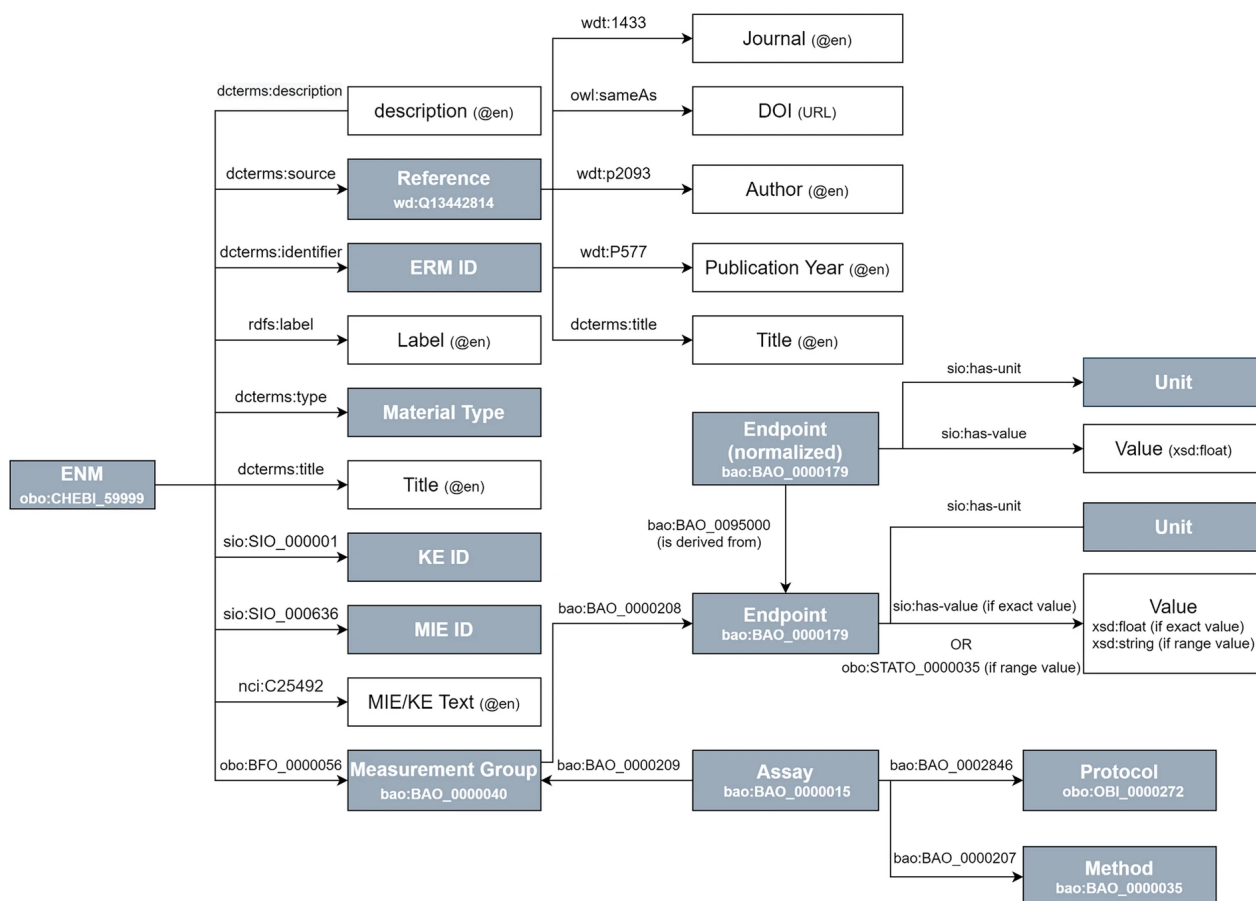 wdt:1433
Journal (@en)
dcterms:description
description (@en)
owl:sameAs
DOI (URL)
dcterms:source
Reference
wd:Q13442814
wdt:p2093
Author (@en)
dcterms:identifier
ERM ID
wdt:P577
Publication Year (@en)
rdfs:label
Label (@en)
dcterms:title
Title (@en)
sio:has-unit
Unit
dcterms:type
Material Type
Endpoint
(normalized)
bao:BAO_0000179
sio:has-value
Value (xsd:float)
ENM
obo:CHEBI_59999
dcterms:title
Title (@en)
sio:has-unit
Unit
bao:BAO_0095000
(is derived from)
sio:SIO_000001
KE ID
sio:SIO_000636
MIE ID
bao:BAO_0000208
Endpoint
bao:BAO_0000179
sio:has-value (if exact value)
OR
obo:STATO_0000035 (if range value)
Value
xsd:float (if exact value)
xsd:string (if range value)
nci:C25492
MIE/KE Text (@en)
obo:BFO_0000056
Measurement Group
bao:BAO_0000040
bao:BAO_0000209
Assay
bao:BAO_0000015
bao:BAO_0002846
Protocol
obo:OBI_0000272
bao:BAO_0000207
Method
bao:BAO_0000035